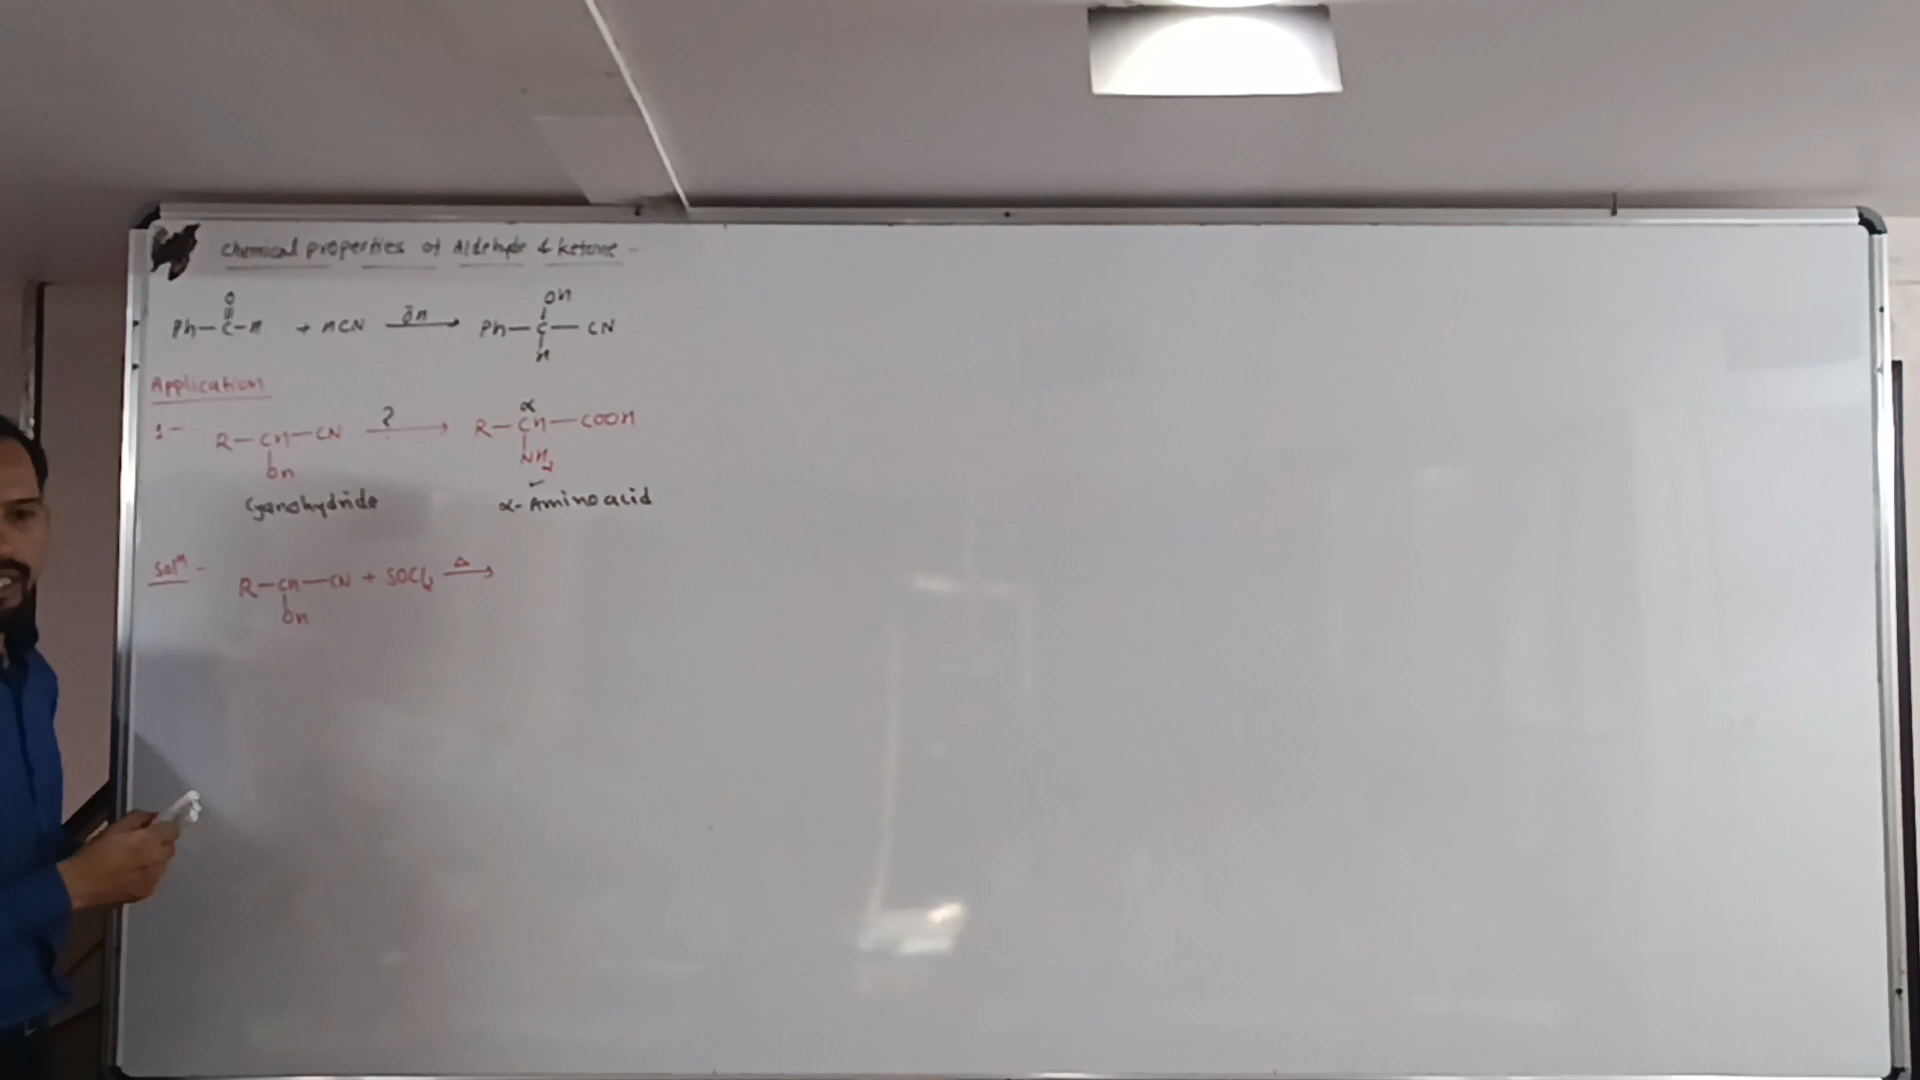 Chemical properties of Aldehyde & ketone -
O
Ph-C-H + HCN ŌH → Ph-C-CN
OH
H
Application
1 - R-CH-CN ? → R-CH-COOH
α
OH
NH2
Cyanohydride α-Amino acid
Solⁿ - R-CH-CN + SOCl2 Δ →
OH